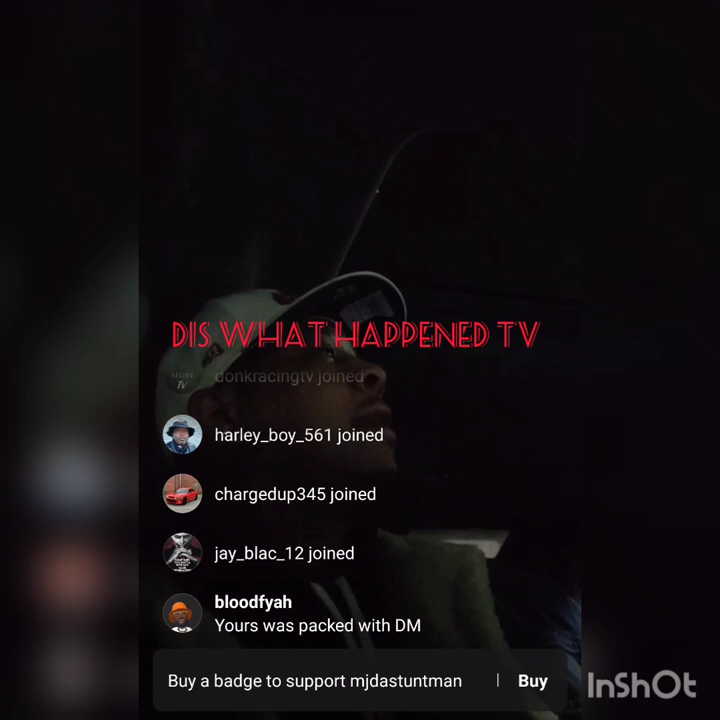 DIS WHAT HAPPENED TV
donkracingtv joined
harley_boy_561 joined
chargedup345 joined
jay_blac_12 joined
bloodfyah
Yours was packed with DM
Buy a badge to support mjdastuntman | Buy
InShOt